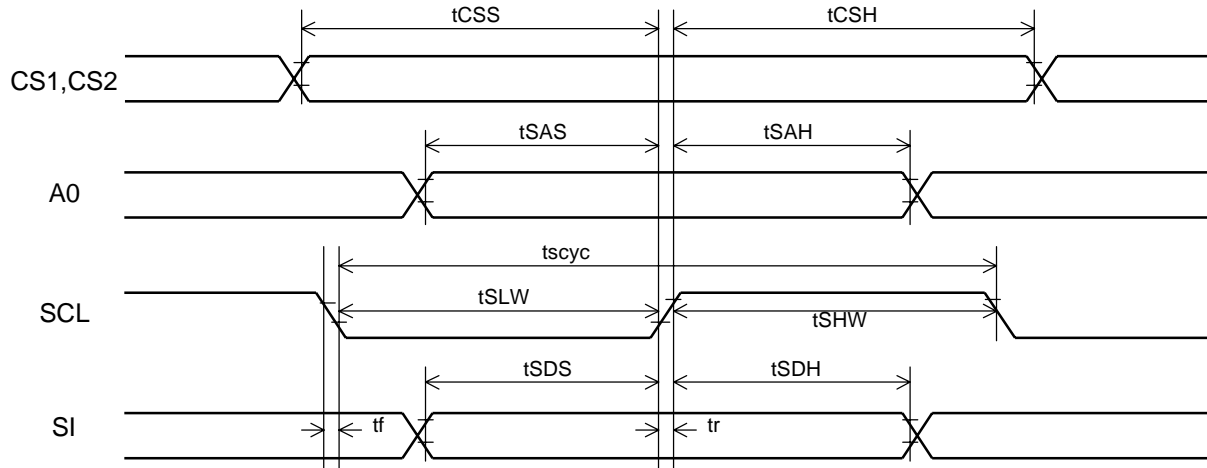 tCSS
tCSH
CS1,CS2
tSAS
tSAH
A0
tscyc
tSLW
SCL
tSHW
tSDS
tSDH
SI
tf
tr